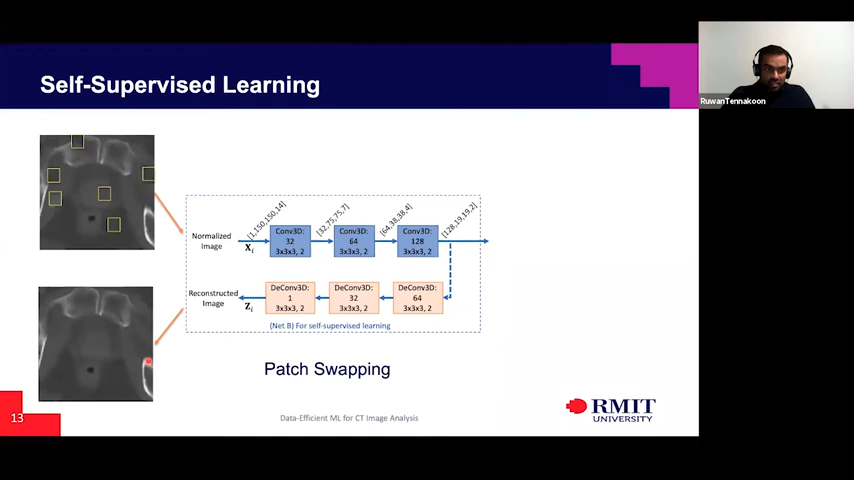 Self-Supervised Learning
RuwanTennakoon
[1,150,150,14]
[32,75,75,7]
[64,38,38,4]
[128,19,19,2]
Normalized
Image
Xi
Conv3D:
32
3x3x3, 2
Conv3D:
64
3x3x3, 2
Conv3D:
128
3x3x3, 2
Reconstructed
Image
Zi
DeConv3D:
1
3x3x3, 2
DeConv3D:
32
3x3x3, 2
DeConv3D:
64
3x3x3, 2
(Net B) For self-supervised learning
Patch Swapping
13
Data-Efficient ML for CT Image Analysis
RMIT
UNIVERSITY